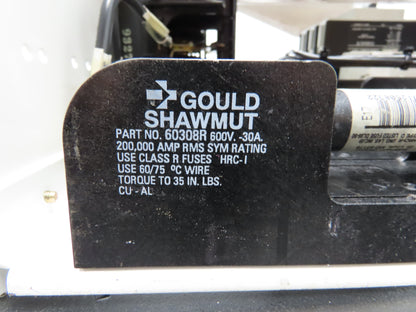 GOULD
SHAWMUT
PART NO. 60308R 600V. -30A.
200,000 AMP RMS SYM RATING
USE CLASS R FUSES HRC-I
USE 60/75 °C WIRE
TORQUE TO 35 IN. LBS.
CU - AL